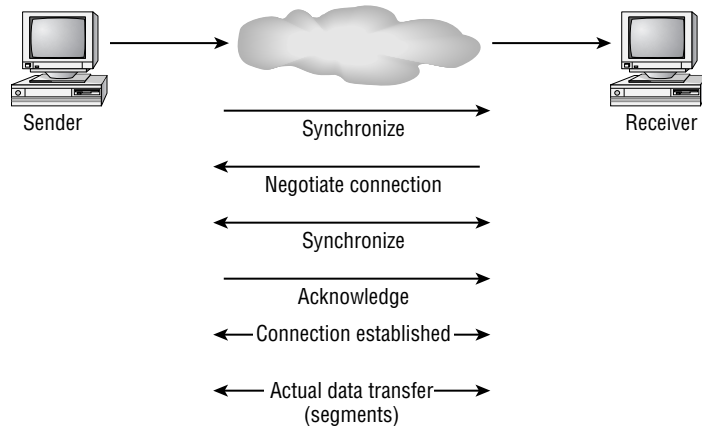 Sender
Receiver
Synchronize
Negotiate connection
Synchronize
Acknowledge
Connection established
Actual data transfer
(segments)